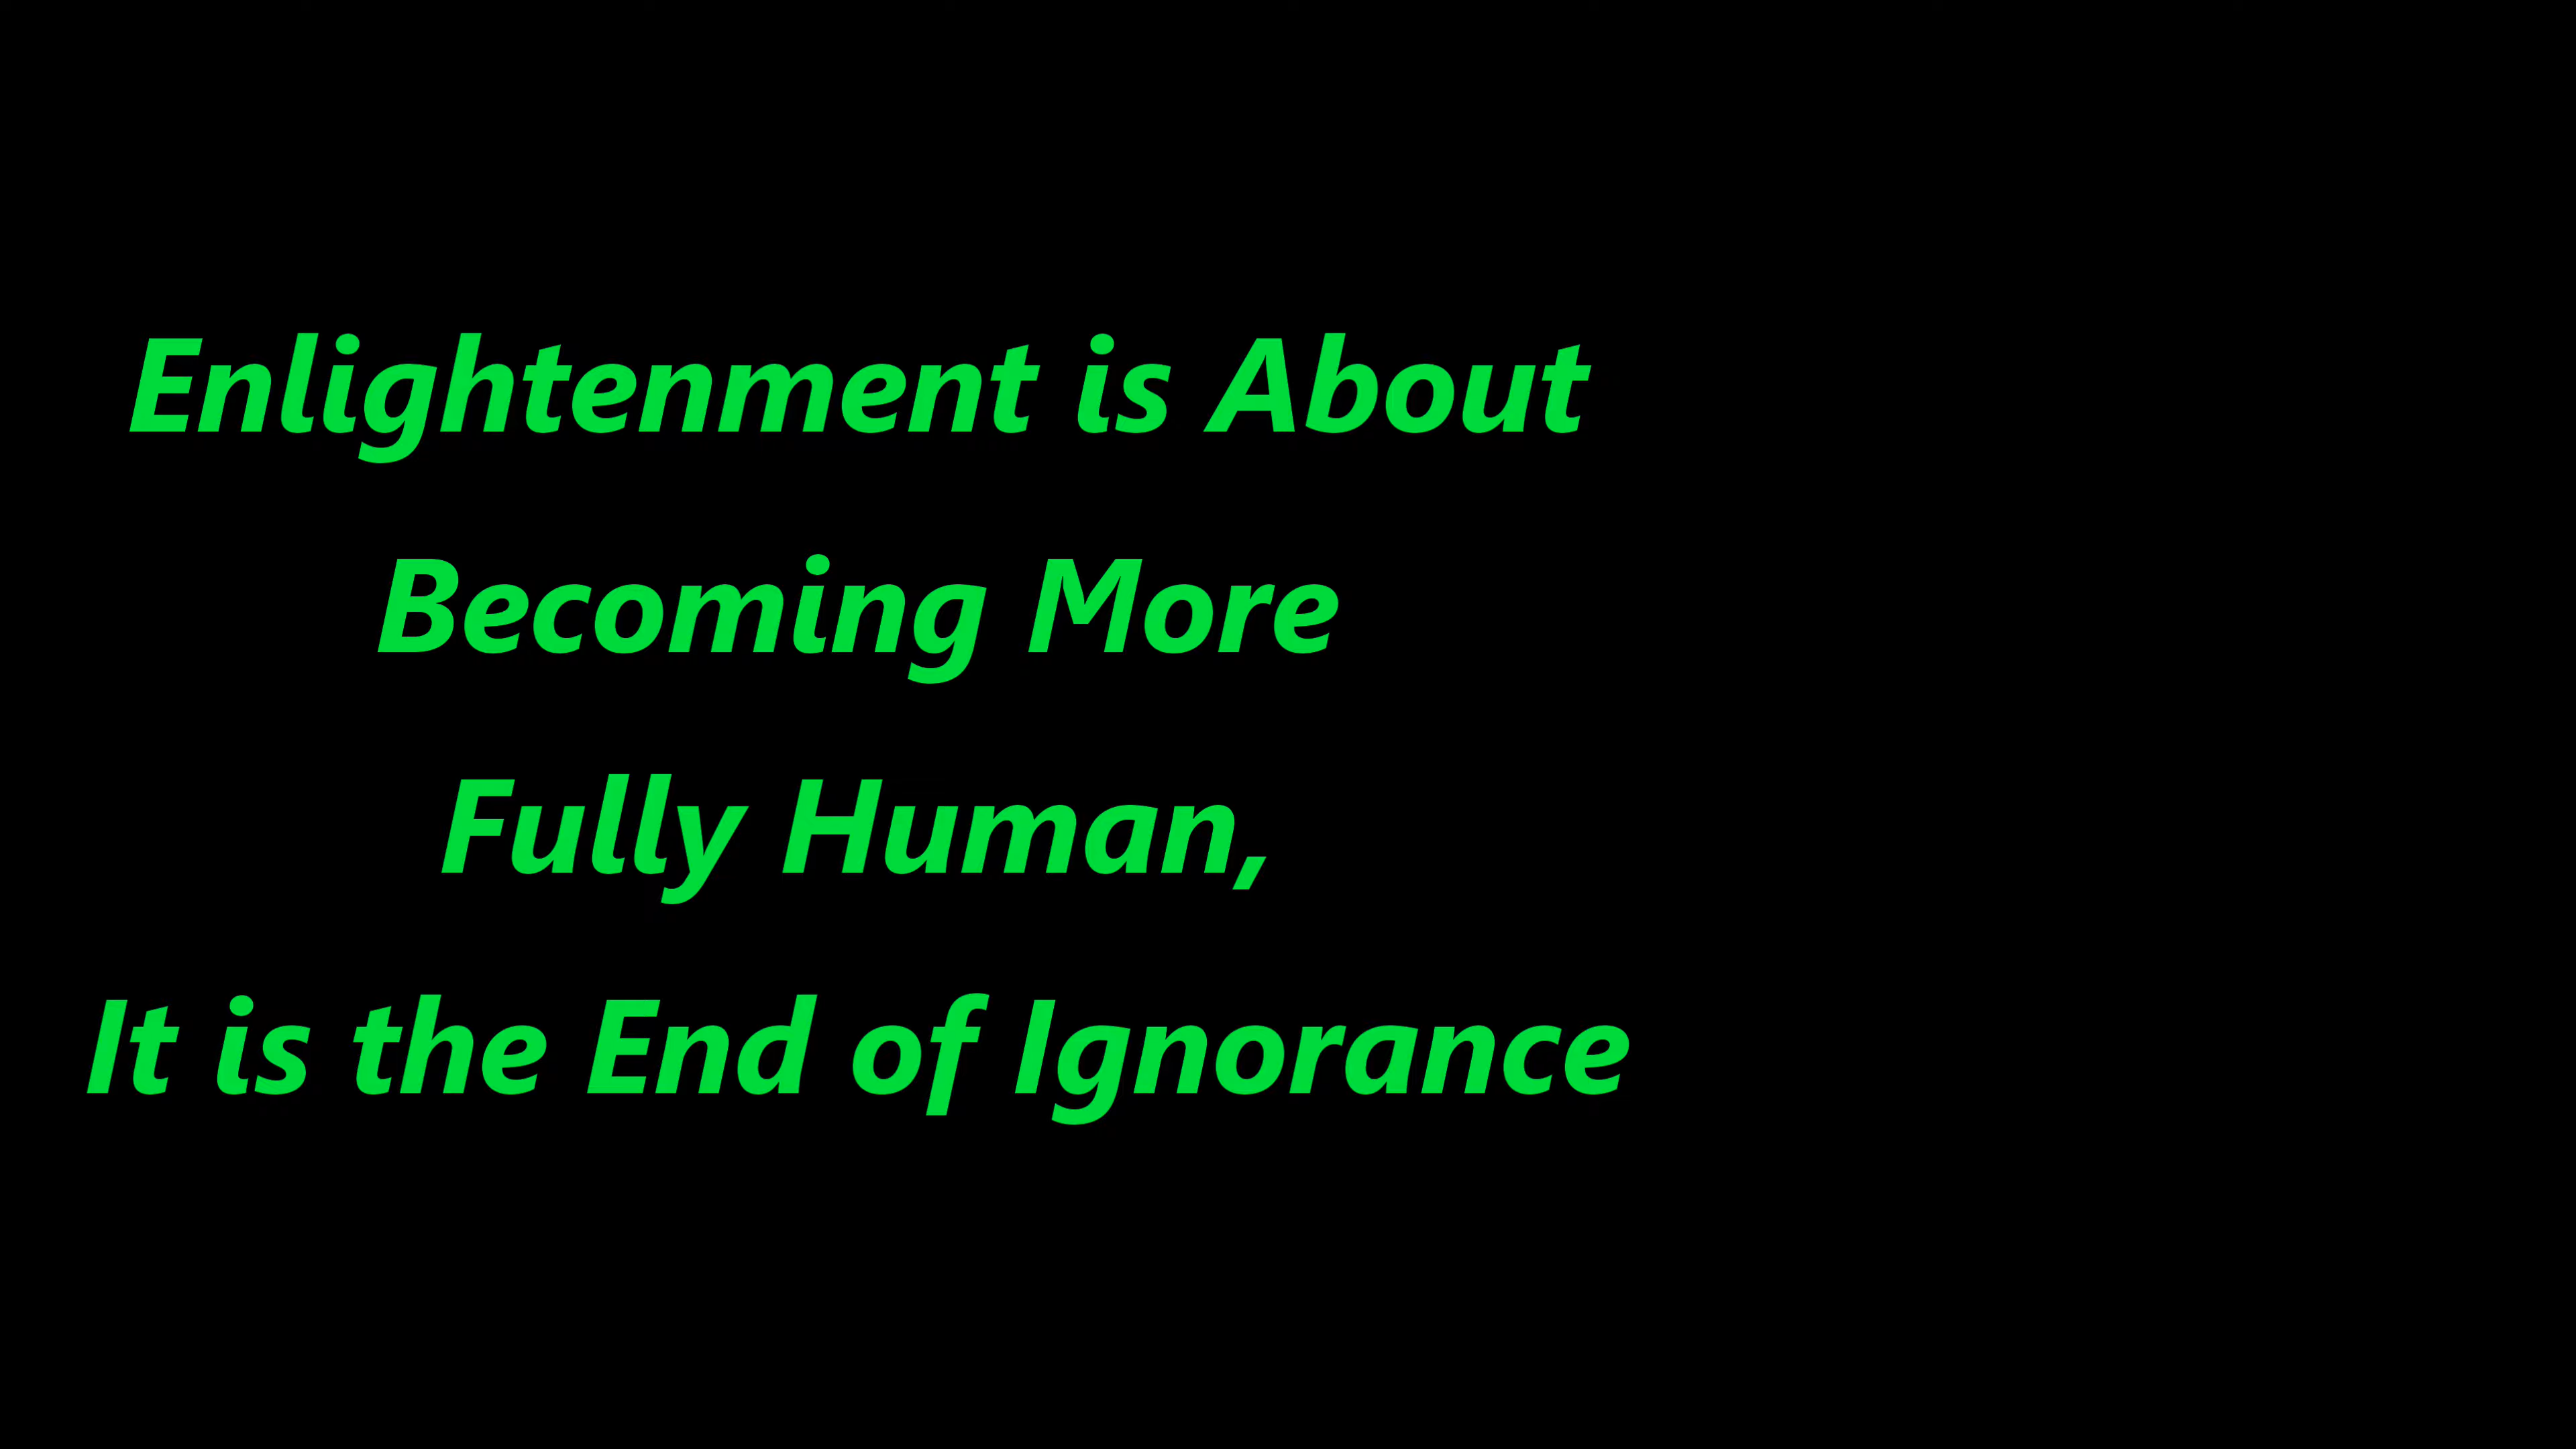 Enlightenment is About
Becoming More
Fully Human,
It is the End of Ignorance